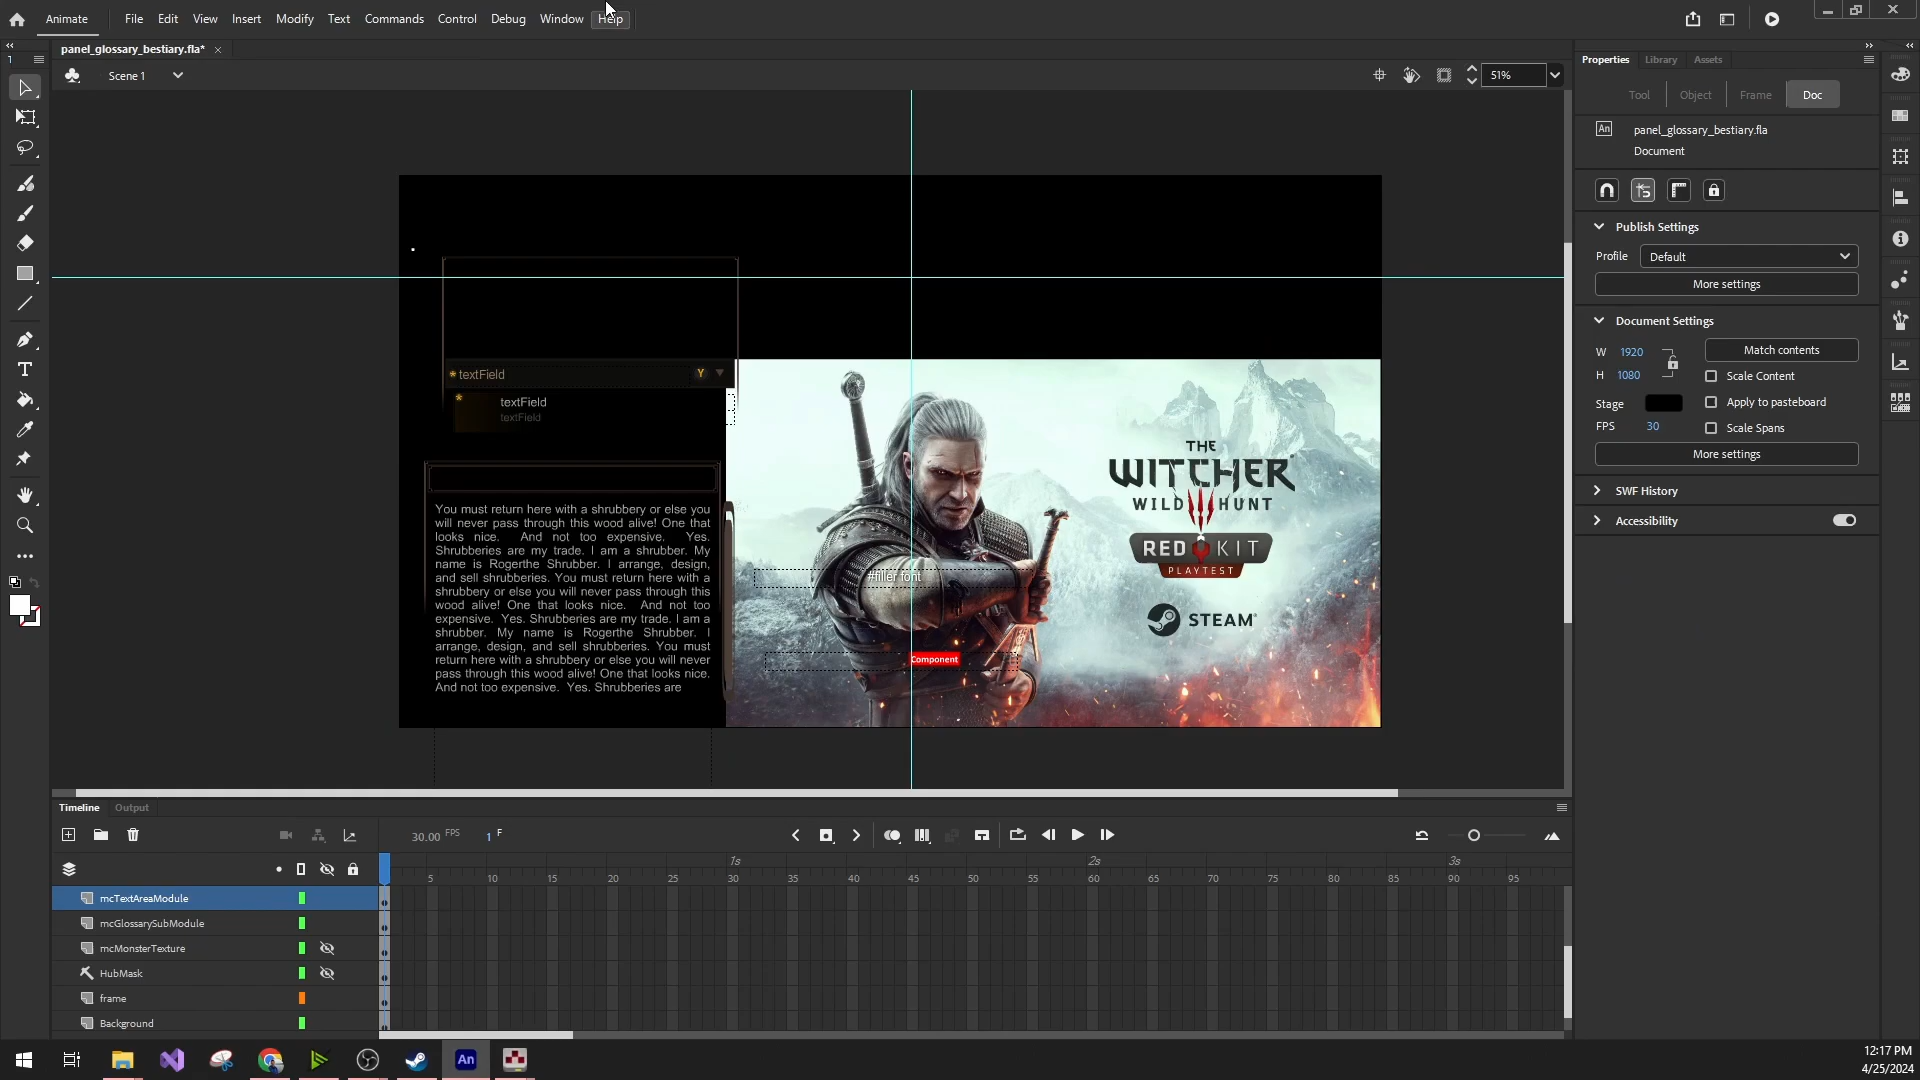 Animate File Edit View Insert Modify Text Commands Control Debug Window Help
panel_glossary_bestiary.fla*
Scene 1
51%
1
Properties Library Assets
Tool Object Frame Doc
An
panel_glossary_bestiary.fla
Document
Publish Settings
Profile Default
More settings
Document Settings
W 1920
H 1080
Match contents
Scale Content
Stage
Apply to pasteboard
FPS 30
Scale Spans
More settings
SWF History
Accessibility
* textField Y
* textField
textField
You must return here with a shrubbery or else you
will never pass through this wood alive! One that
looks nice. And not too expensive. Yes.
Shrubberies are my trade. I am a shrubber. My
name is Rogerthe Shrubber. I arrange, design,
and sell shrubberies. You must return here with a
shrubbery or else you will never pass through this
wood alive! One that looks nice. And not too
expensive. Yes. Shrubberies are my trade. I am a
shrubber. My name is Rogerthe Shrubber. I
arrange, design, and sell shrubberies. You must
return here with a shrubbery or else you will never
pass through this wood alive! One that looks nice.
And not too expensive. Yes. Shrubberies are
THE
WITCHER
WILD HUNT
REDKIT
PLAYTEST
STEAM
#filler font
Component
Timeline Output
30.00 FPS 1 F
1s 2s 3s
5 10 15 20 25 30 35 40 45 50 55 60 65 70 75 80 85 90 95
mcTextAreaModule
mcGlossarySubModule
mcMonsterTexture
HubMask
frame
Background
An
12:17 PM
4/25/2024